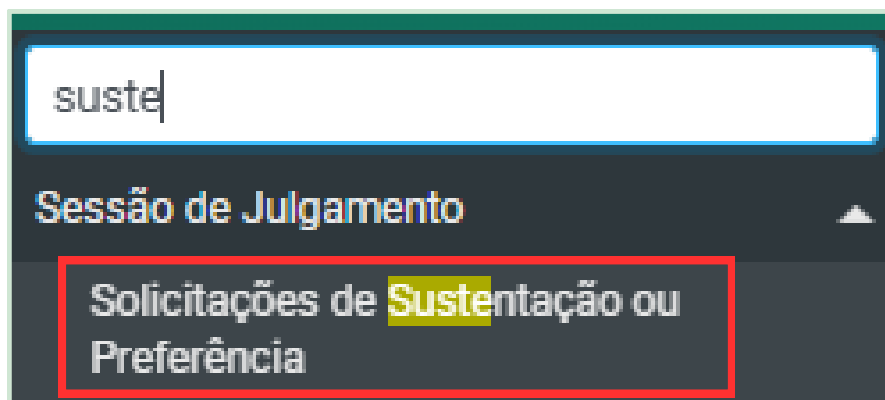 suste
Sessão de Julgamento
Solicitações de Sustentação ou
Preferência